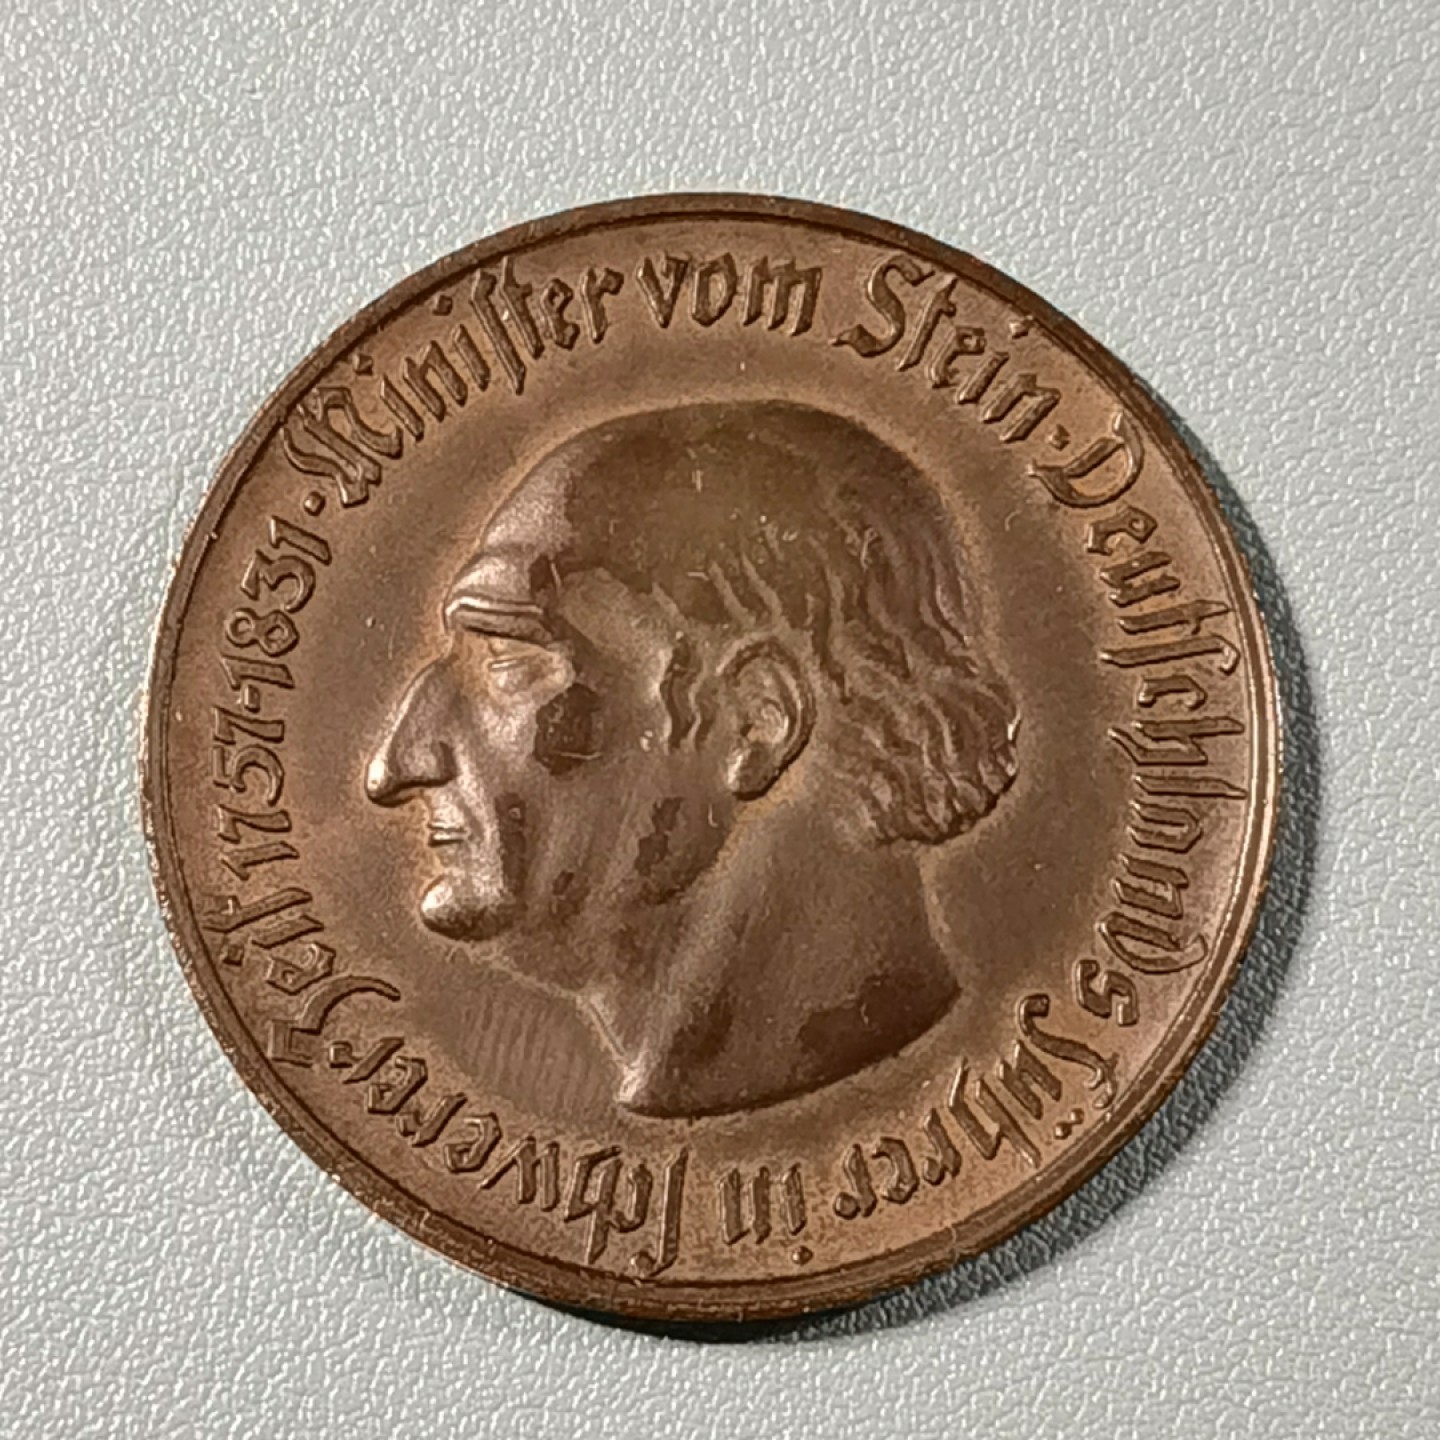 Minister vom Stein · Deutschlands Führer in schwerer Zeit 1757-1831 ·